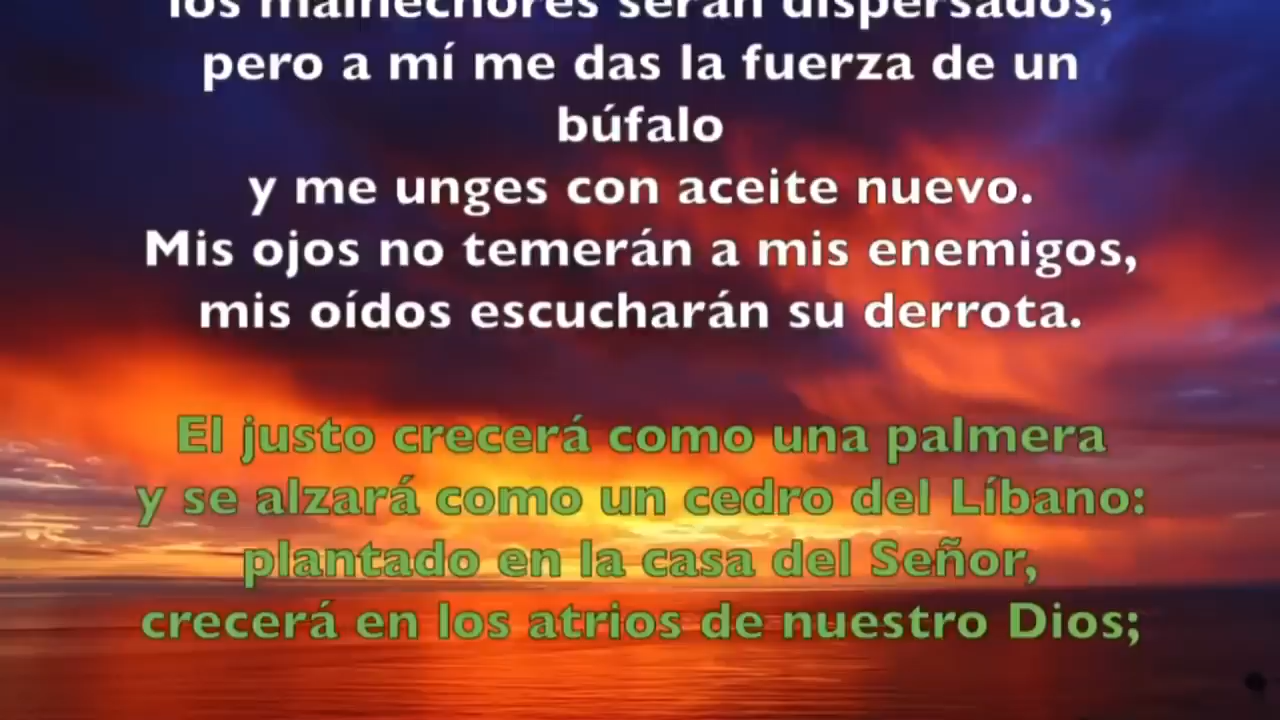 los malhechores serán dispersados;
pero a mí me das la fuerza de un
búfalo
y me unges con aceite nuevo.
Mis ojos no temerán a mis enemigos,
mis oídos escucharán su derrota.
El justo crecerá como una palmera
y se alzará como un cedro del Líbano:
plantado en la casa del Señor,
crecerá en los atrios de nuestro Dios;